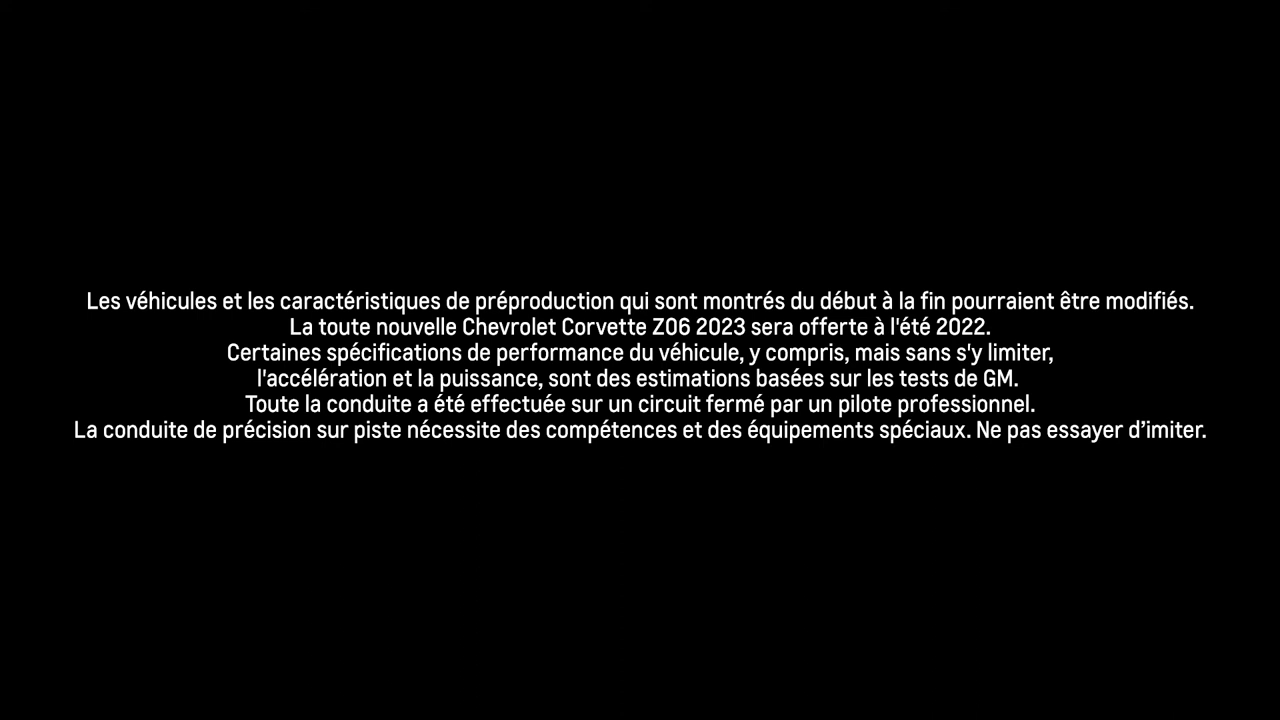 Les véhicules et les caractéristiques de préproduction qui sont montrés du début à la fin pourraient être modifiés.
La toute nouvelle Chevrolet Corvette Z06 2023 sera offerte à l'été 2022.
Certaines spécifications de performance du véhicule, y compris, mais sans s'y limiter,
l'accélération et la puissance, sont des estimations basées sur les tests de GM.
Toute la conduite a été effectuée sur un circuit fermé par un pilote professionnel.
La conduite de précision sur piste nécessite des compétences et des équipements spéciaux. Ne pas essayer d’imiter.